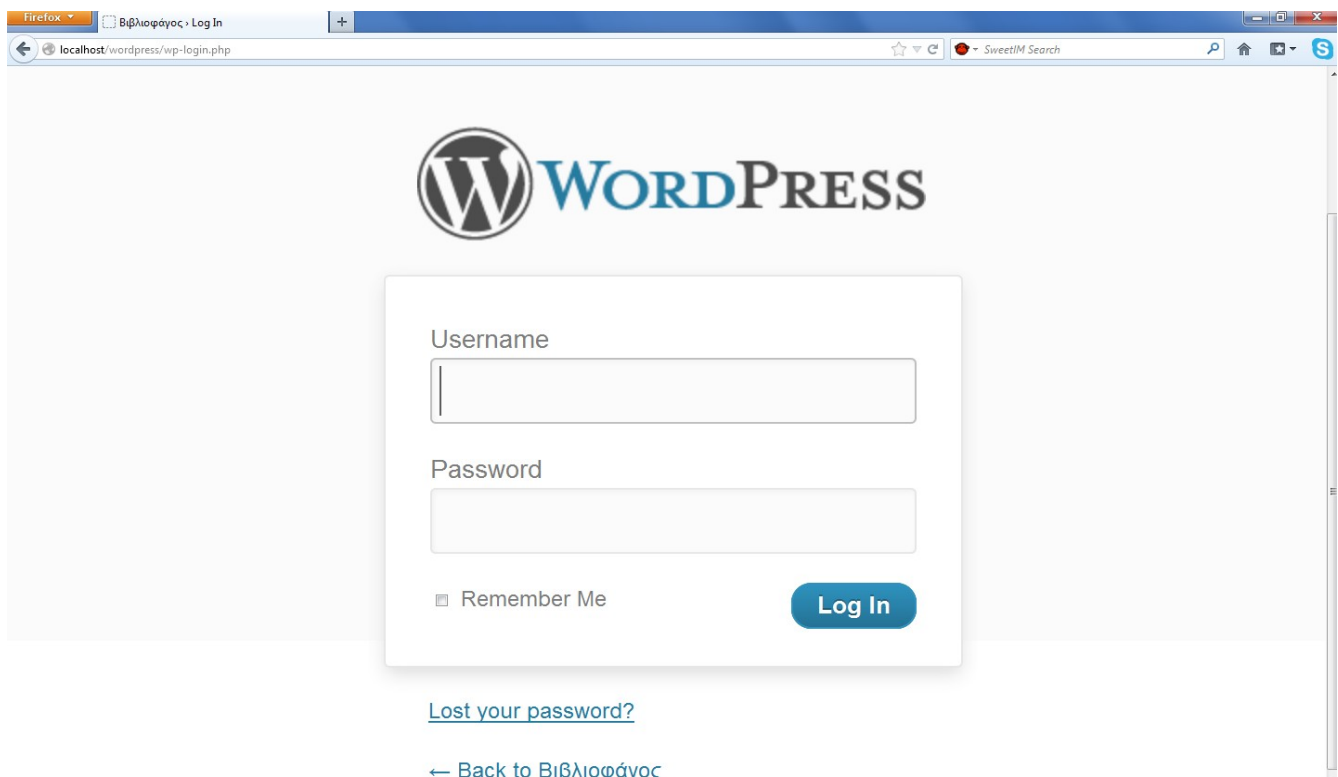 Firefox
Βιβλιοφάγος › Log In
localhost/wordpress/wp-login.php
SweetIM Search
WORDPRESS
Username
Password
Remember Me
Log In
Lost your password?
← Back to Βιβλιοφάγος